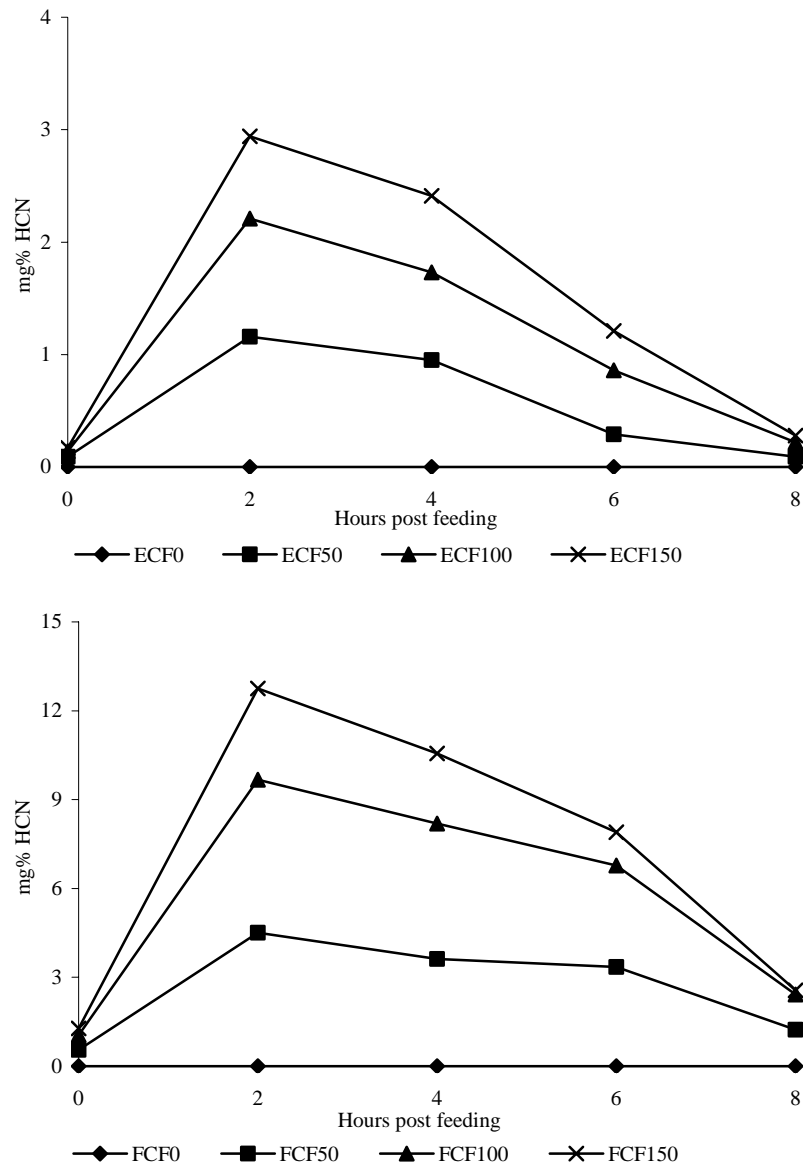 4
3
2
1
0
mg% HCN
0 2 4 6 8
Hours post feeding
ECF0 ECF50 ECF100 ECF150
15
12
9
6
3
0
mg% HCN
0 2 4 6 8
Hours post feeding
FCF0 FCF50 FCF100 FCF150